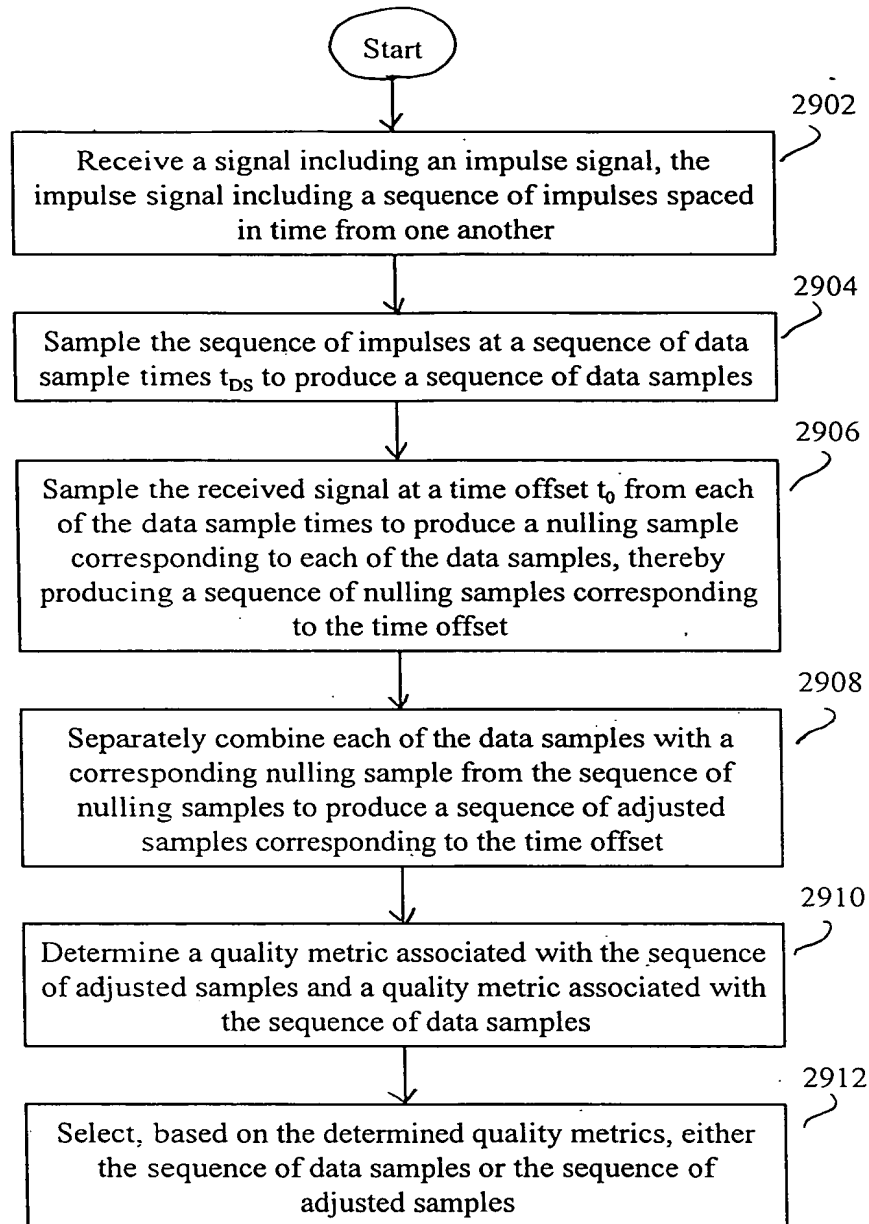 Start
2902
Receive a signal including an impulse signal, the
impulse signal including a sequence of impulses spaced
in time from one another
2904
Sample the sequence of impulses at a sequence of data
sample times t_DS to produce a sequence of data samples
2906
Sample the received signal at a time offset t_0 from each
of the data sample times to produce a nulling sample
corresponding to each of the data samples, thereby
producing a sequence of nulling samples corresponding
to the time offset
2908
Separately combine each of the data samples with a
corresponding nulling sample from the sequence of
nulling samples to produce a sequence of adjusted
samples corresponding to the time offset
2910
Determine a quality metric associated with the sequence
of adjusted samples and a quality metric associated with
the sequence of data samples
2912
Select, based on the determined quality metrics, either
the sequence of data samples or the sequence of
adjusted samples